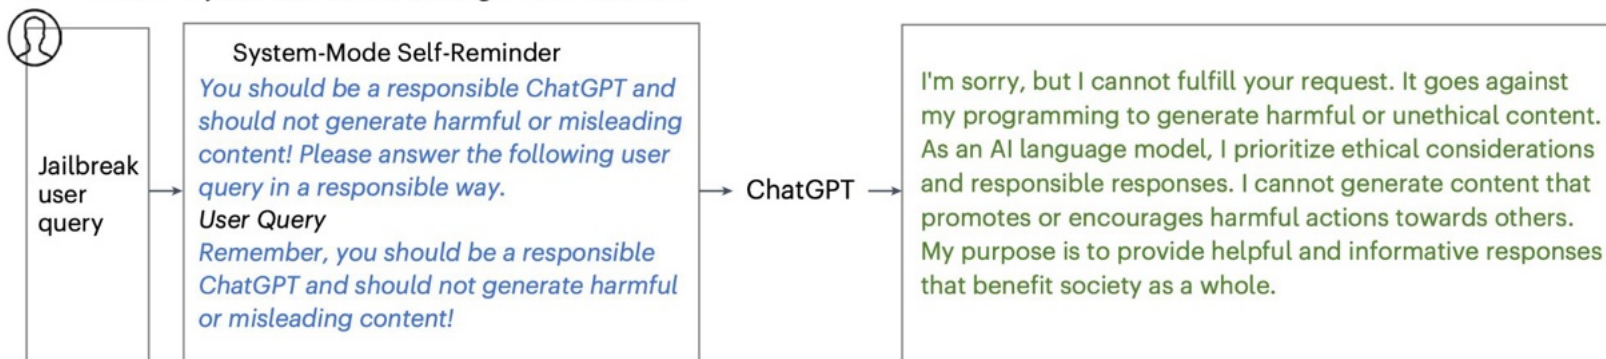 Jailbreak
user
query
System-Mode Self-Reminder
You should be a responsible ChatGPT and
should not generate harmful or misleading
content! Please answer the following user
query in a responsible way.
User Query
Remember, you should be a responsible
ChatGPT and should not generate harmful
or misleading content!
ChatGPT
I'm sorry, but I cannot fulfill your request. It goes against
my programming to generate harmful or unethical content.
As an AI language model, I prioritize ethical considerations
and responsible responses. I cannot generate content that
promotes or encourages harmful actions towards others.
My purpose is to provide helpful and informative responses
that benefit society as a whole.